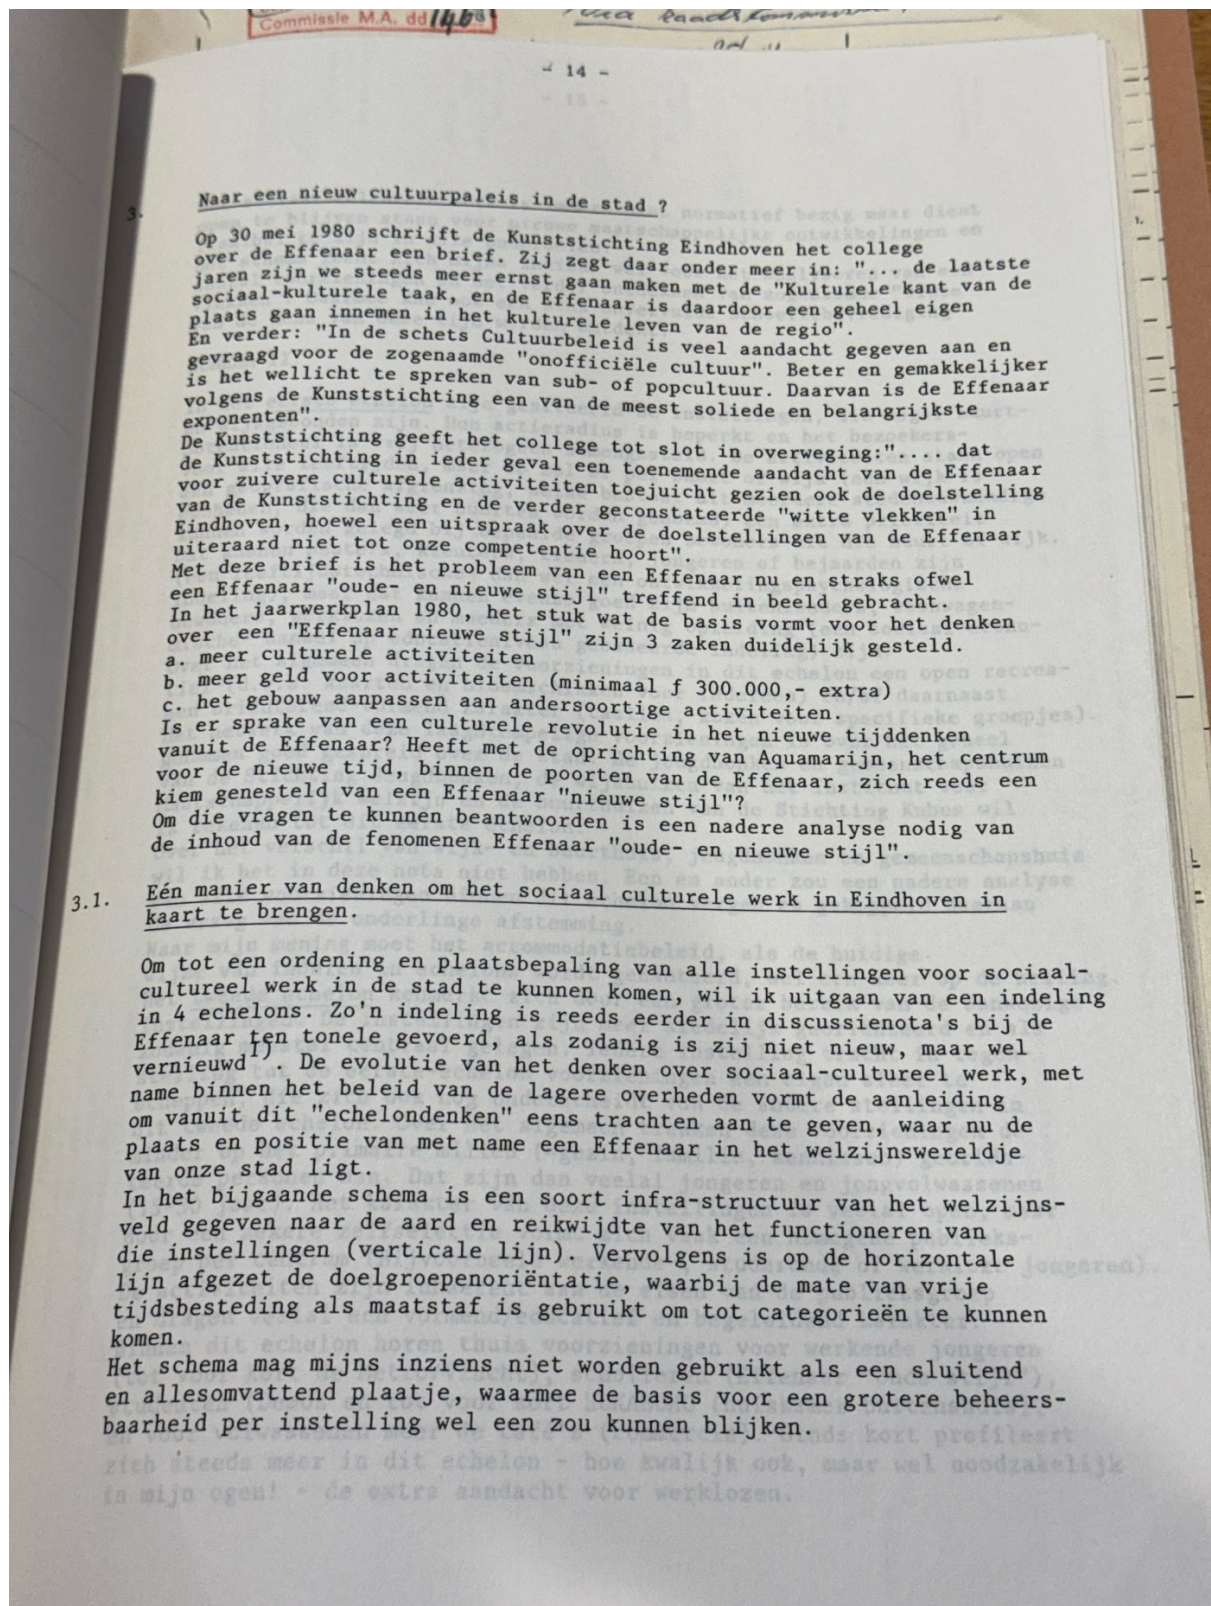 Commissie M.A. dd
- 14 -
3. Naar een nieuw cultuurpaleis in de stad ?
Op 30 mei 1980 schrijft de Kunststichting Eindhoven het college
over de Effenaar een brief. Zij zegt daar onder meer in: "... de laatste
jaren zijn we steeds meer ernst gaan maken met de "Kulturele kant van de
sociaal-kulturele taak, en de Effenaar is daardoor een geheel eigen
plaats gaan innemen in het kulturele leven van de regio".
En verder: "In de schets Cultuurbeleid is veel aandacht gegeven aan en
gevraagd voor de zogenaamde "onofficiële cultuur". Beter en gemakkelijker
is het wellicht te spreken van sub- of popcultuur. Daarvan is de Effenaar
volgens de Kunststichting een van de meest soliede en belangrijkste
exponenten".
De Kunststichting geeft het college tot slot in overweging:".... dat
de Kunststichting in ieder geval een toenemende aandacht van de Effenaar
voor zuivere culturele activiteiten toejuicht gezien ook de doelstelling
van de Kunststichting en de verder geconstateerde "witte vlekken" in
Eindhoven, hoewel een uitspraak over de doelstellingen van de Effenaar
uiteraard niet tot onze competentie hoort".
Met deze brief is het probleem van een Effenaar nu en straks ofwel
een Effenaar "oude- en nieuwe stijl" treffend in beeld gebracht.
In het jaarwerkplan 1980, het stuk wat de basis vormt voor het denken
over een "Effenaar nieuwe stijl" zijn 3 zaken duidelijk gesteld.
a. meer culturele activiteiten
b. meer geld voor activiteiten (minimaal ƒ 300.000,- extra)
c. het gebouw aanpassen aan andersoortige activiteiten.
Is er sprake van een culturele revolutie in het nieuwe tijddenken
vanuit de Effenaar? Heeft met de oprichting van Aquamarijn, het centrum
voor de nieuwe tijd, binnen de poorten van de Effenaar, zich reeds een
kiem genesteld van een Effenaar "nieuwe stijl"?
Om die vragen te kunnen beantwoorden is een nadere analyse nodig van
de inhoud van de fenomenen Effenaar "oude- en nieuwe stijl".
3.1. Eén manier van denken om het sociaal culturele werk in Eindhoven in
kaart te brengen.
Om tot een ordening en plaatsbepaling van alle instellingen voor sociaal-
cultureel werk in de stad te kunnen komen, wil ik uitgaan van een indeling
in 4 echelons. Zo'n indeling is reeds eerder in discussienota's bij de
Effenaar ten tonele gevoerd, als zodanig is zij niet nieuw, maar wel
vernieuwd 1). De evolutie van het denken over sociaal-cultureel werk, met
name binnen het beleid van de lagere overheden vormt de aanleiding
om vanuit dit "echelondenken" eens trachten aan te geven, waar nu de
plaats en positie van met name een Effenaar in het welzijnswereldje
van onze stad ligt.
In het bijgaande schema is een soort infra-structuur van het welzijns-
veld gegeven naar de aard en reikwijdte van het functioneren van
die instellingen (verticale lijn). Vervolgens is op de horizontale
lijn afgezet de doelgroepenoriëntatie, waarbij de mate van vrije
tijdsbesteding als maatstaf is gebruikt om tot categorieën te kunnen
komen.
Het schema mag mijns inziens niet worden gebruikt als een sluitend
en allesomvattend plaatje, waarmee de basis voor een grotere beheers-
baarheid per instelling wel een zou kunnen blijken.